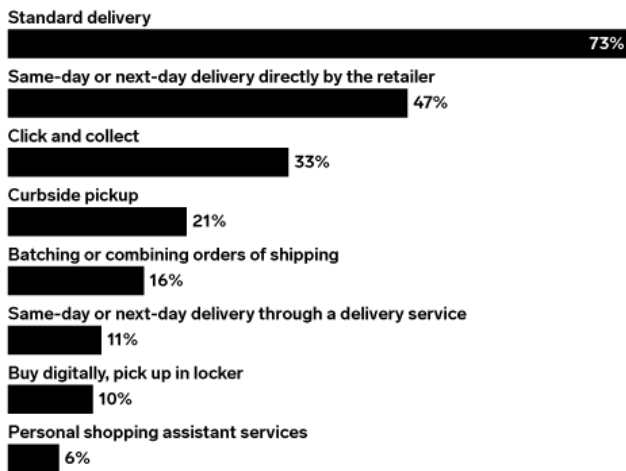 Standard delivery
73%
Same-day or next-day delivery directly by the retailer
47%
Click and collect
33%
Curbside pickup
21%
Batching or combining orders of shipping
16%
Same-day or next-day delivery through a delivery service
11%
Buy digitally, pick up in locker
10%
Personal shopping assistant services
6%